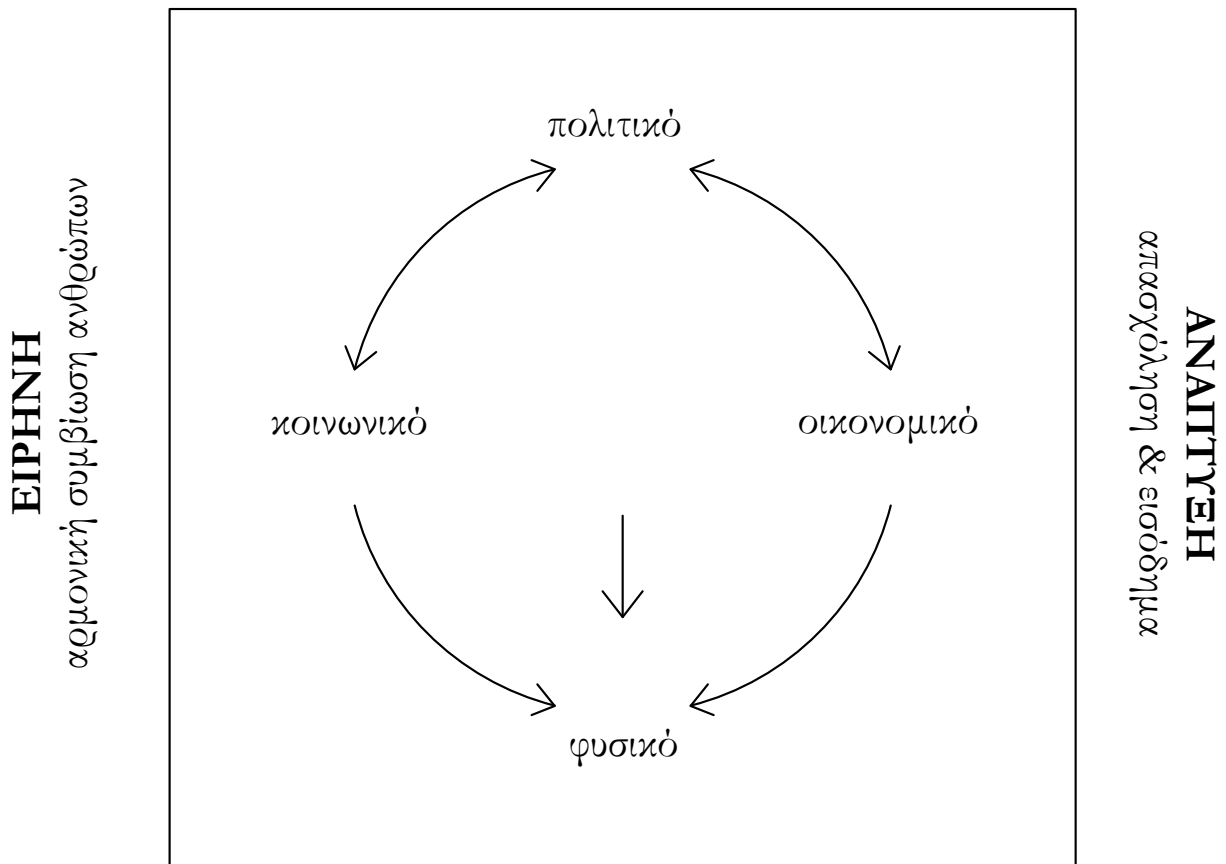 πολιτικό
ΕΙΡΗΝΗ
αρμονική συμβίωση ανθρώπων
κοινωνικό
οικονομικό
ΑΝΑΠΤΥΞΗ
απασχόληση & εισόδημα
φυσικό